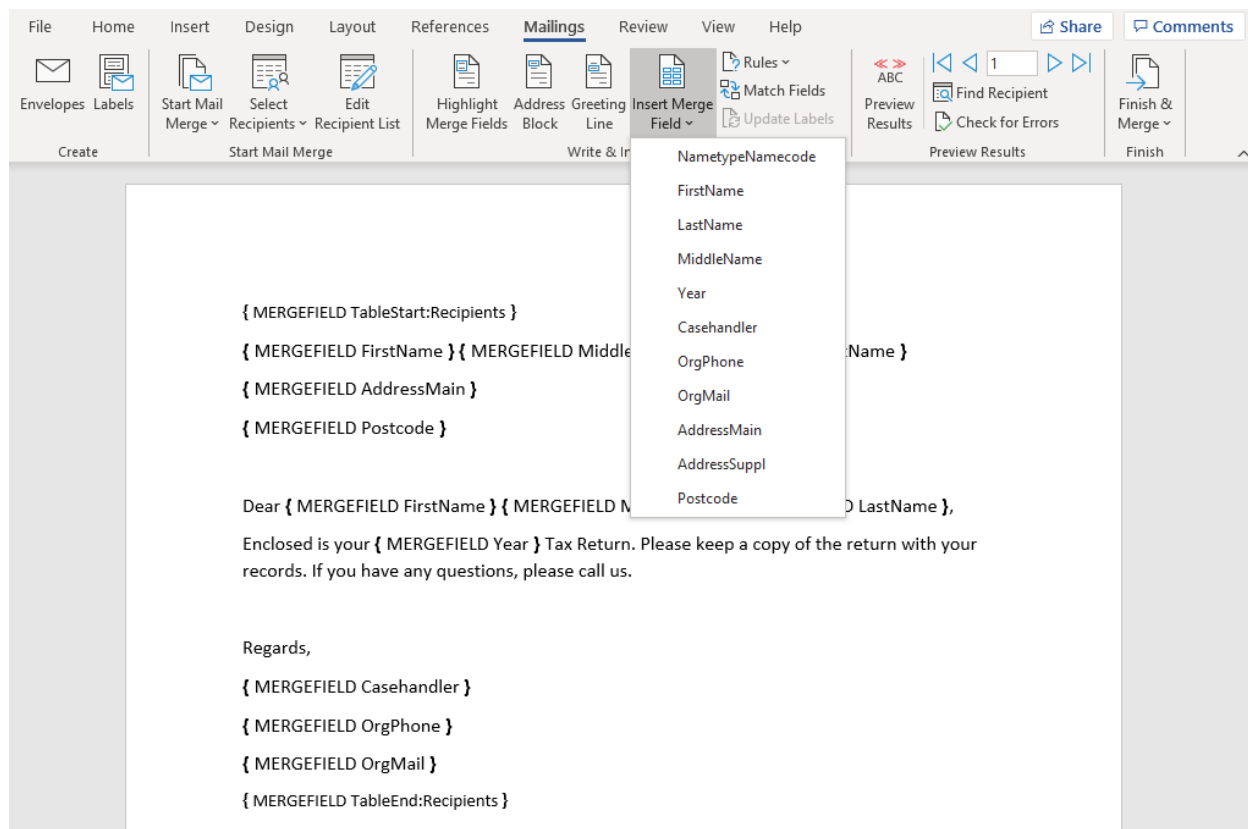 File Home Insert Design Layout References Mailings Review View Help Share Comments
Envelopes Labels
Start Mail Merge
Select Recipients
Edit Recipient List
Highlight Merge Fields
Address Block
Greeting Line
Insert Merge Field
Rules
Match Fields
Update Labels
ABC
Preview Results
1
Find Recipient
Check for Errors
Finish & Merge
Create Start Mail Merge Write & Preview Results Finish
NametypeNamecode
FirstName
LastName
MiddleName
Year
Casehandler
OrgPhone
OrgMail
AddressMain
AddressSuppl
Postcode
{ MERGEFIELD TableStart:Recipients }
{ MERGEFIELD FirstName } { MERGEFIELD Middle tName }
{ MERGEFIELD AddressMain }
{ MERGEFIELD Postcode }
Dear { MERGEFIELD FirstName } { MERGEFIELD M D LastName },
Enclosed is your { MERGEFIELD Year } Tax Return. Please keep a copy of the return with your
records. If you have any questions, please call us.
Regards,
{ MERGEFIELD Casehandler }
{ MERGEFIELD OrgPhone }
{ MERGEFIELD OrgMail }
{ MERGEFIELD TableEnd:Recipients }